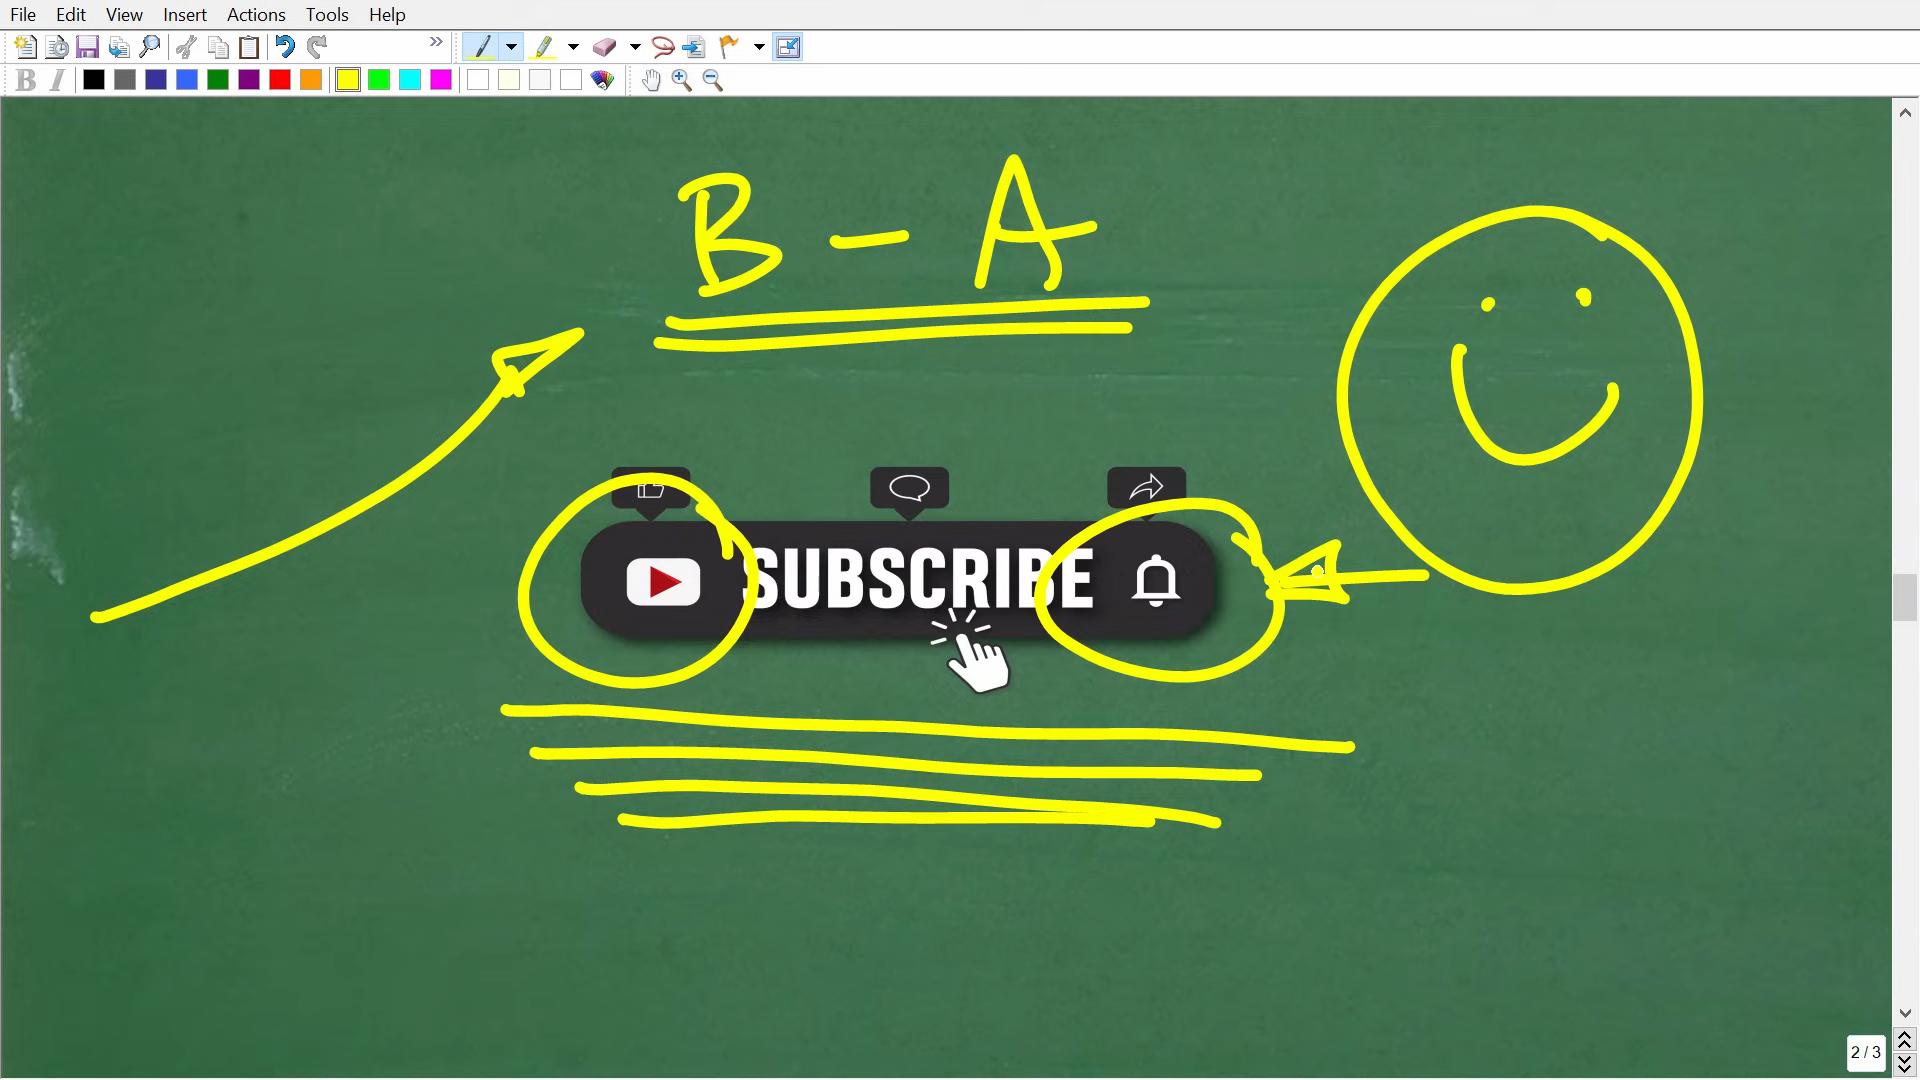 File Edit View Insert Actions Tools Help
B I
B - A
SUBSCRIBE
2 / 3